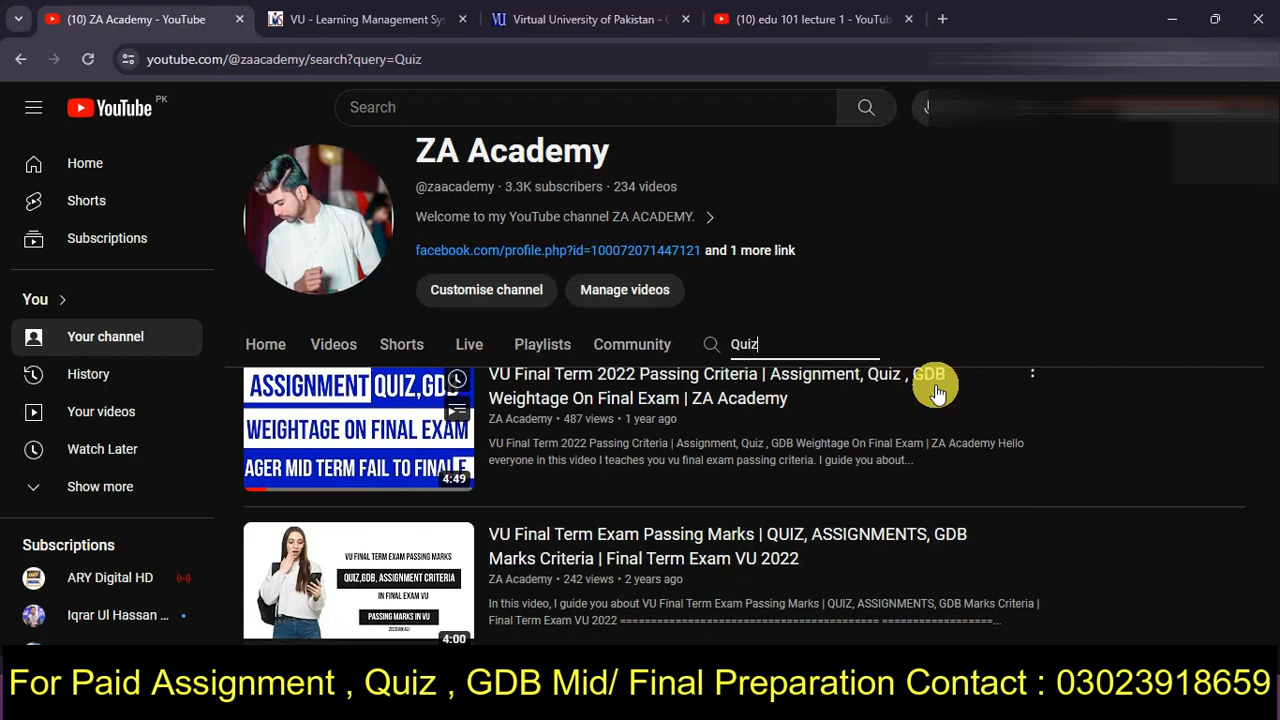 (10) ZA Academy - YouTube
VU - Learning Management Sys
Virtual University of Pakistan -
(10) edu 101 lecture 1 - YouTub
youtube.com/@zaacademy/search?query=Quiz
YouTube PK
Search
Home
Shorts
Subscriptions
You
Your channel
History
Your videos
Watch Later
Show more
Subscriptions
ARY Digital HD
Iqrar Ul Hassan ...
ZA Academy
@zaacademy · 3.3K subscribers · 234 videos
Welcome to my YouTube channel ZA ACADEMY.
facebook.com/profile.php?id=100072071447121 and 1 more link
Customise channel
Manage videos
Home Videos Shorts Live Playlists Community Quiz
ASSIGNMENT QUIZ,GDB
WEIGHTAGE ON FINAL EXAM
AGER MID TERM FAIL TO FINAL
4:49
VU Final Term 2022 Passing Criteria | Assignment, Quiz , GDB
Weightage On Final Exam | ZA Academy
ZA Academy · 487 views · 1 year ago
VU Final Term 2022 Passing Criteria | Assignment, Quiz , GDB Weightage On Final Exam | ZA Academy Hello
everyone in this video I teaches you vu final exam passing criteria. I guide you about...
VU FINAL TERM EXAM PASSING MARKS
QUIZ,GDB, ASSIGNMENT CRITERIA
IN FINAL EXAM VU
PASSING MARKS IN VU
ZEESHAN ALI
4:00
VU Final Term Exam Passing Marks | QUIZ, ASSIGNMENTS, GDB
Marks Criteria | Final Term Exam VU 2022
ZA Academy · 242 views · 2 years ago
In this video, I guide you about VU Final Term Exam Passing Marks | QUIZ, ASSIGNMENTS, GDB Marks Criteria |
Final Term Exam VU 2022 ======================================== ==================...
For Paid Assignment , Quiz , GDB Mid/ Final Preparation Contact : 03023918659